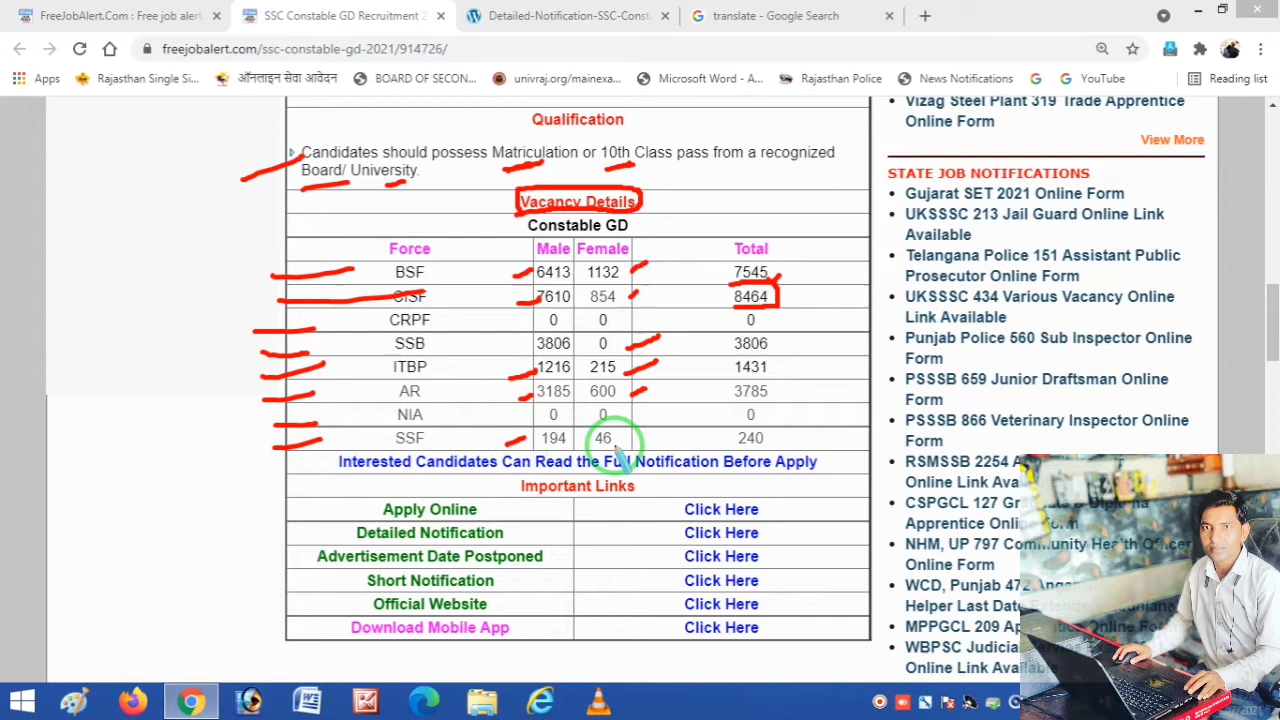 FreeJobAlert.Com : Free job alert
SSC Constable GD Recruitment 2
Detailed-Notification-SSC-Const
translate - Google Search
freejobalert.com/ssc-constable-gd-2021/914726/
Apps
Rajasthan Single Si...
ऑनलाइन सेवा आवेदन
BOARD OF SECON...
univraj.org/mainexa...
Microsoft Word - A...
Rajasthan Police
News Notifications
YouTube
Reading list
Qualification
Candidates should possess Matriculation or 10th Class pass from a recognized
Board/ University.
Vacancy Details
Constable GD
Force Male Female Total
BSF 6413 1132 7545
CISF 7610 854 8464
CRPF 0 0 0
SSB 3806 0 3806
ITBP 1216 215 1431
AR 3185 600 3785
NIA 0 0 0
SSF 194 46 240
Interested Candidates Can Read the Full Notification Before Apply
Important Links
Apply Online Click Here
Detailed Notification Click Here
Advertisement Date Postponed Click Here
Short Notification Click Here
Official Website Click Here
Download Mobile App Click Here
Vizag Steel Plant 319 Trade Apprentice
Online Form
View More
STATE JOB NOTIFICATIONS
Gujarat SET 2021 Online Form
UKSSSC 213 Jail Guard Online Link
Available
Telangana Police 151 Assistant Public
Prosecutor Online Form
UKSSSC 434 Various Vacancy Online
Link Available
Punjab Police 560 Sub Inspector Online
Form
PSSSB 659 Junior Draftsman Online
Form
PSSSB 866 Veterinary Inspector Online
Form
RSMSSB 2254
Online Link
CSPGCL 127
Apprentice
NHM, UP 797 Community Health Officer
Online Form
WCD, Punjab 472
Helper Last Date
MPPGCL 209
WBPSC
Online Link